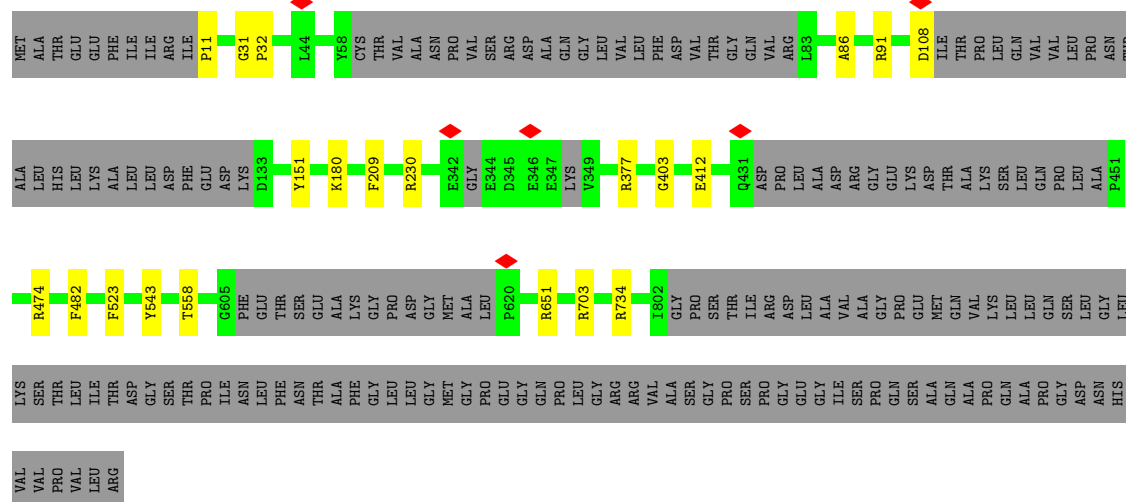 MET ALA THR GLU GLU PHE ILE ILE ARG ILE P11 G31 P32 L44 Y58 CYS THR VAL ALA ASN PRO VAL SER ARG ASP ALA GLN GLY LEU VAL LEU PHE ASP VAL THR GLY GLN VAL ARG L83 A86 R91 D108 ILE THR PRO LEU GLN VAL VAL LEU PRO ASN
ALA LEU HIS LEU LYS ALA LEU LEU ASP PHE GLU ASP LYS D133 Y151 K180 F209 R230 E342 GLY E344 D345 E346 E347 LYS V349 R377 G403 E412 Q431 ASP PRO LEU ALA ASP ARG GLY GLU LYS ASP THR ALA LYS SER LEU GLN PRO LEU ALA P451
R474 F482 F523 Y543 T558 G605 PHE GLU THR SER GLU ALA LYS GLY PRO ASP GLY MET ALA LEU P620 R651 R703 R734 I802 GLY PRO SER THR ILE ARG ASP LEU ALA VAL ALA GLY PRO GLU MET GLN VAL LYS LEU LEU GLN SER LEU GLY LEU
LYS SER THR LEU ILE THR ASP GLY SER THR PRO ILE ASN LEU PHE ASN THR ALA PHE GLY LEU LEU GLY MET GLY PRO GLU GLY GLN PRO LEU GLY ARG ARG VAL ALA SER GLY PRO SER PRO GLY GLY GLU GLY ILE SER PRO GLN SER ALA GLN ALA PRO GLN ALA PRO GLY ASP ASN HIS
VAL VAL PRO VAL LEU ARG